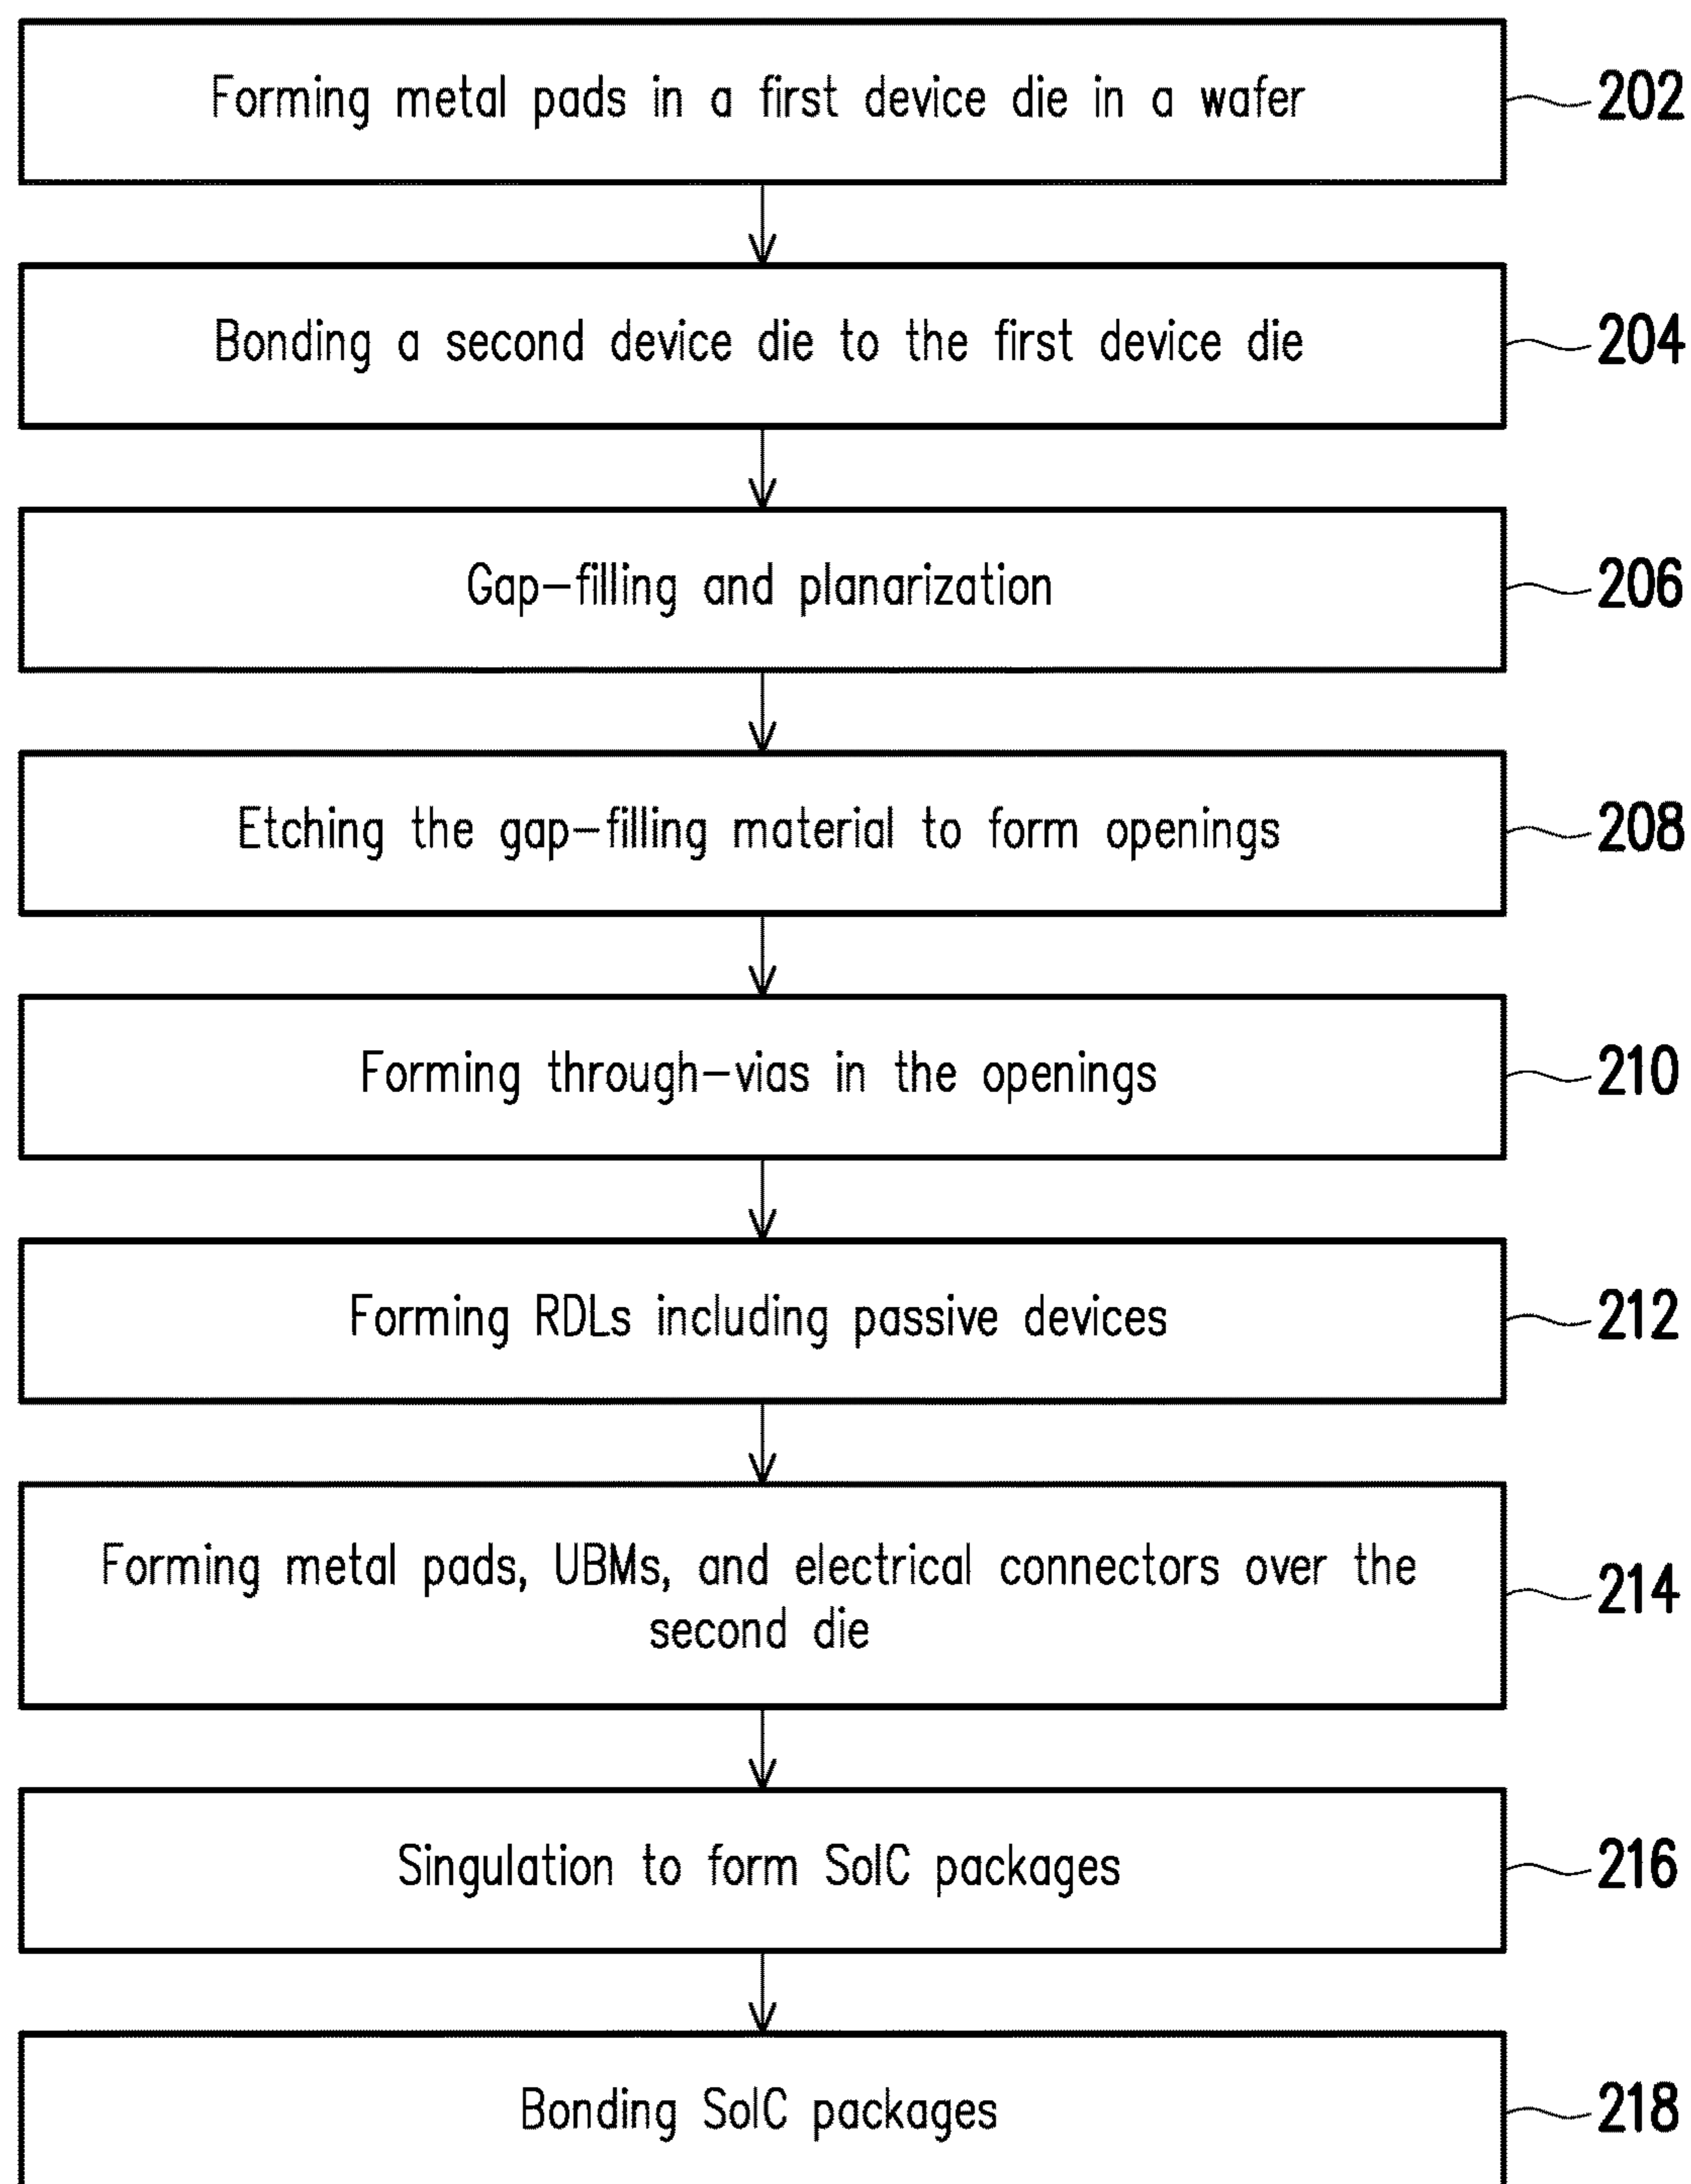 Forming metal pads in a first device die in a wafer
202
Bonding a second device die to the first device die
204
Gap-filling and planarization
206
Etching the gap-filling material to form openings
208
Forming through-vias in the openings
210
Forming RDLs including passive devices
212
Forming metal pads, UBMs, and electrical connectors over the
second die
214
Singulation to form SoIC packages
216
Bonding SoIC packages
218